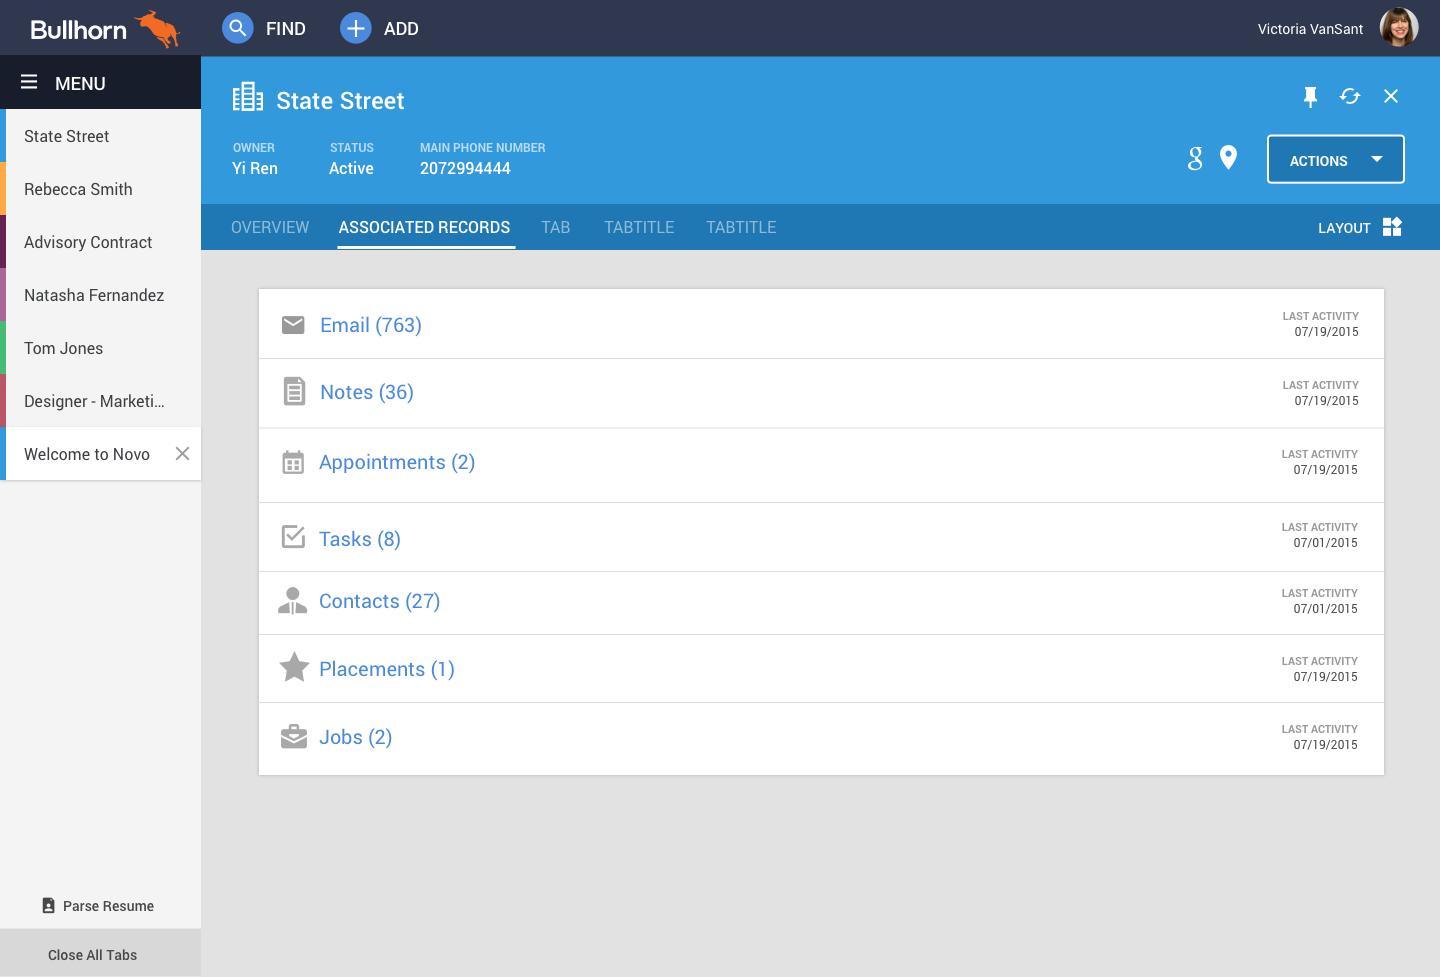 Bullhorn
FIND
ADD
Victoria VanSant
MENU
State Street
Rebecca Smith
Advisory Contract
Natasha Fernandez
Tom Jones
Designer - Marketi...
Welcome to Novo
Parse Resume
Close All Tabs
State Street
OWNER
Yi Ren
STATUS
Active
MAIN PHONE NUMBER
2072994444
g
ACTIONS
OVERVIEW
ASSOCIATED RECORDS
TAB
TABTITLE
TABTITLE
LAYOUT
Email (763)
LAST ACTIVITY
07/19/2015
Notes (36)
LAST ACTIVITY
07/19/2015
Appointments (2)
LAST ACTIVITY
07/19/2015
Tasks (8)
LAST ACTIVITY
07/01/2015
Contacts (27)
LAST ACTIVITY
07/01/2015
Placements (1)
LAST ACTIVITY
07/19/2015
Jobs (2)
LAST ACTIVITY
07/19/2015